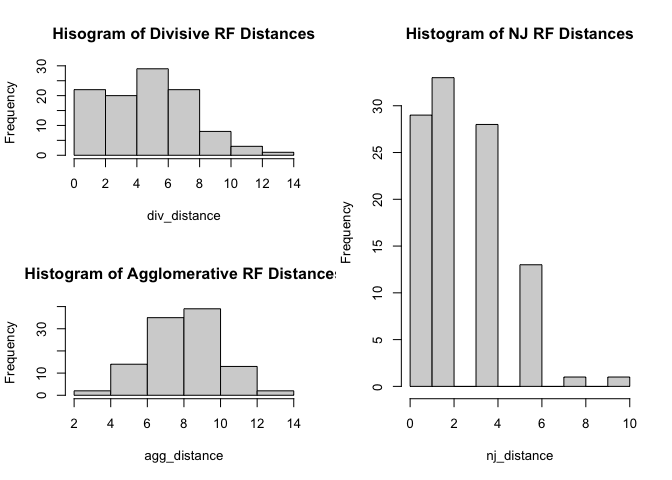 Hisogram of Divisive RF Distances
Frequency
0 10 20 30
0 2 4 6 8 10 12 14
div_distance
Histogram of Agglomerative RF Distances
Frequency
0 10 30
2 4 6 8 10 12 14
agg_distance
Histogram of NJ RF Distances
Frequency
0 5 10 15 20 25 30
0 2 4 6 8 10
nj_distance